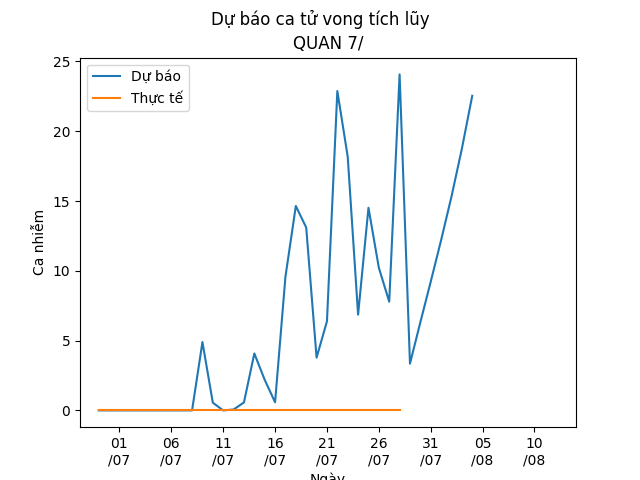 Dự báo ca tử vong tích lũy
QUAN 7/
Dự báo
Thực tế
Ca nhiễm
25
20
15
10
5
0
01 06 11 16 21 26 31 05 10
/07 /07 /07 /07 /07 /07 /07 /08 /08
Ngày